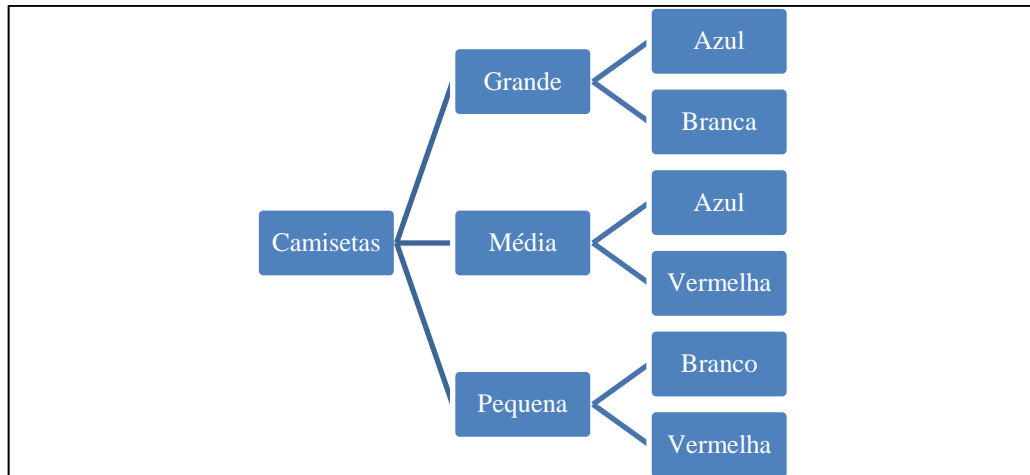 Camisetas
Grande
Azul
Branca
Média
Azul
Vermelha
Pequena
Branco
Vermelha